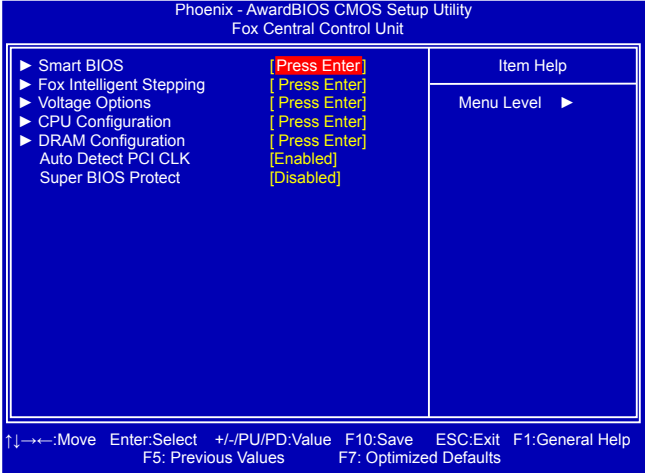 Phoenix - AwardBIOS CMOS Setup Utility
Fox Central Control Unit
► Smart BIOS [ Press Enter]
► Fox Intelligent Stepping [ Press Enter]
► Voltage Options [ Press Enter]
► CPU Configuration [ Press Enter]
► DRAM Configuration [ Press Enter]
Auto Detect PCI CLK [Enabled]
Super BIOS Protect [Disabled]
Item Help
Menu Level ►
↑↓→←:Move Enter:Select +/-/PU/PD:Value F10:Save ESC:Exit F1:General Help
F5: Previous Values F7: Optimized Defaults